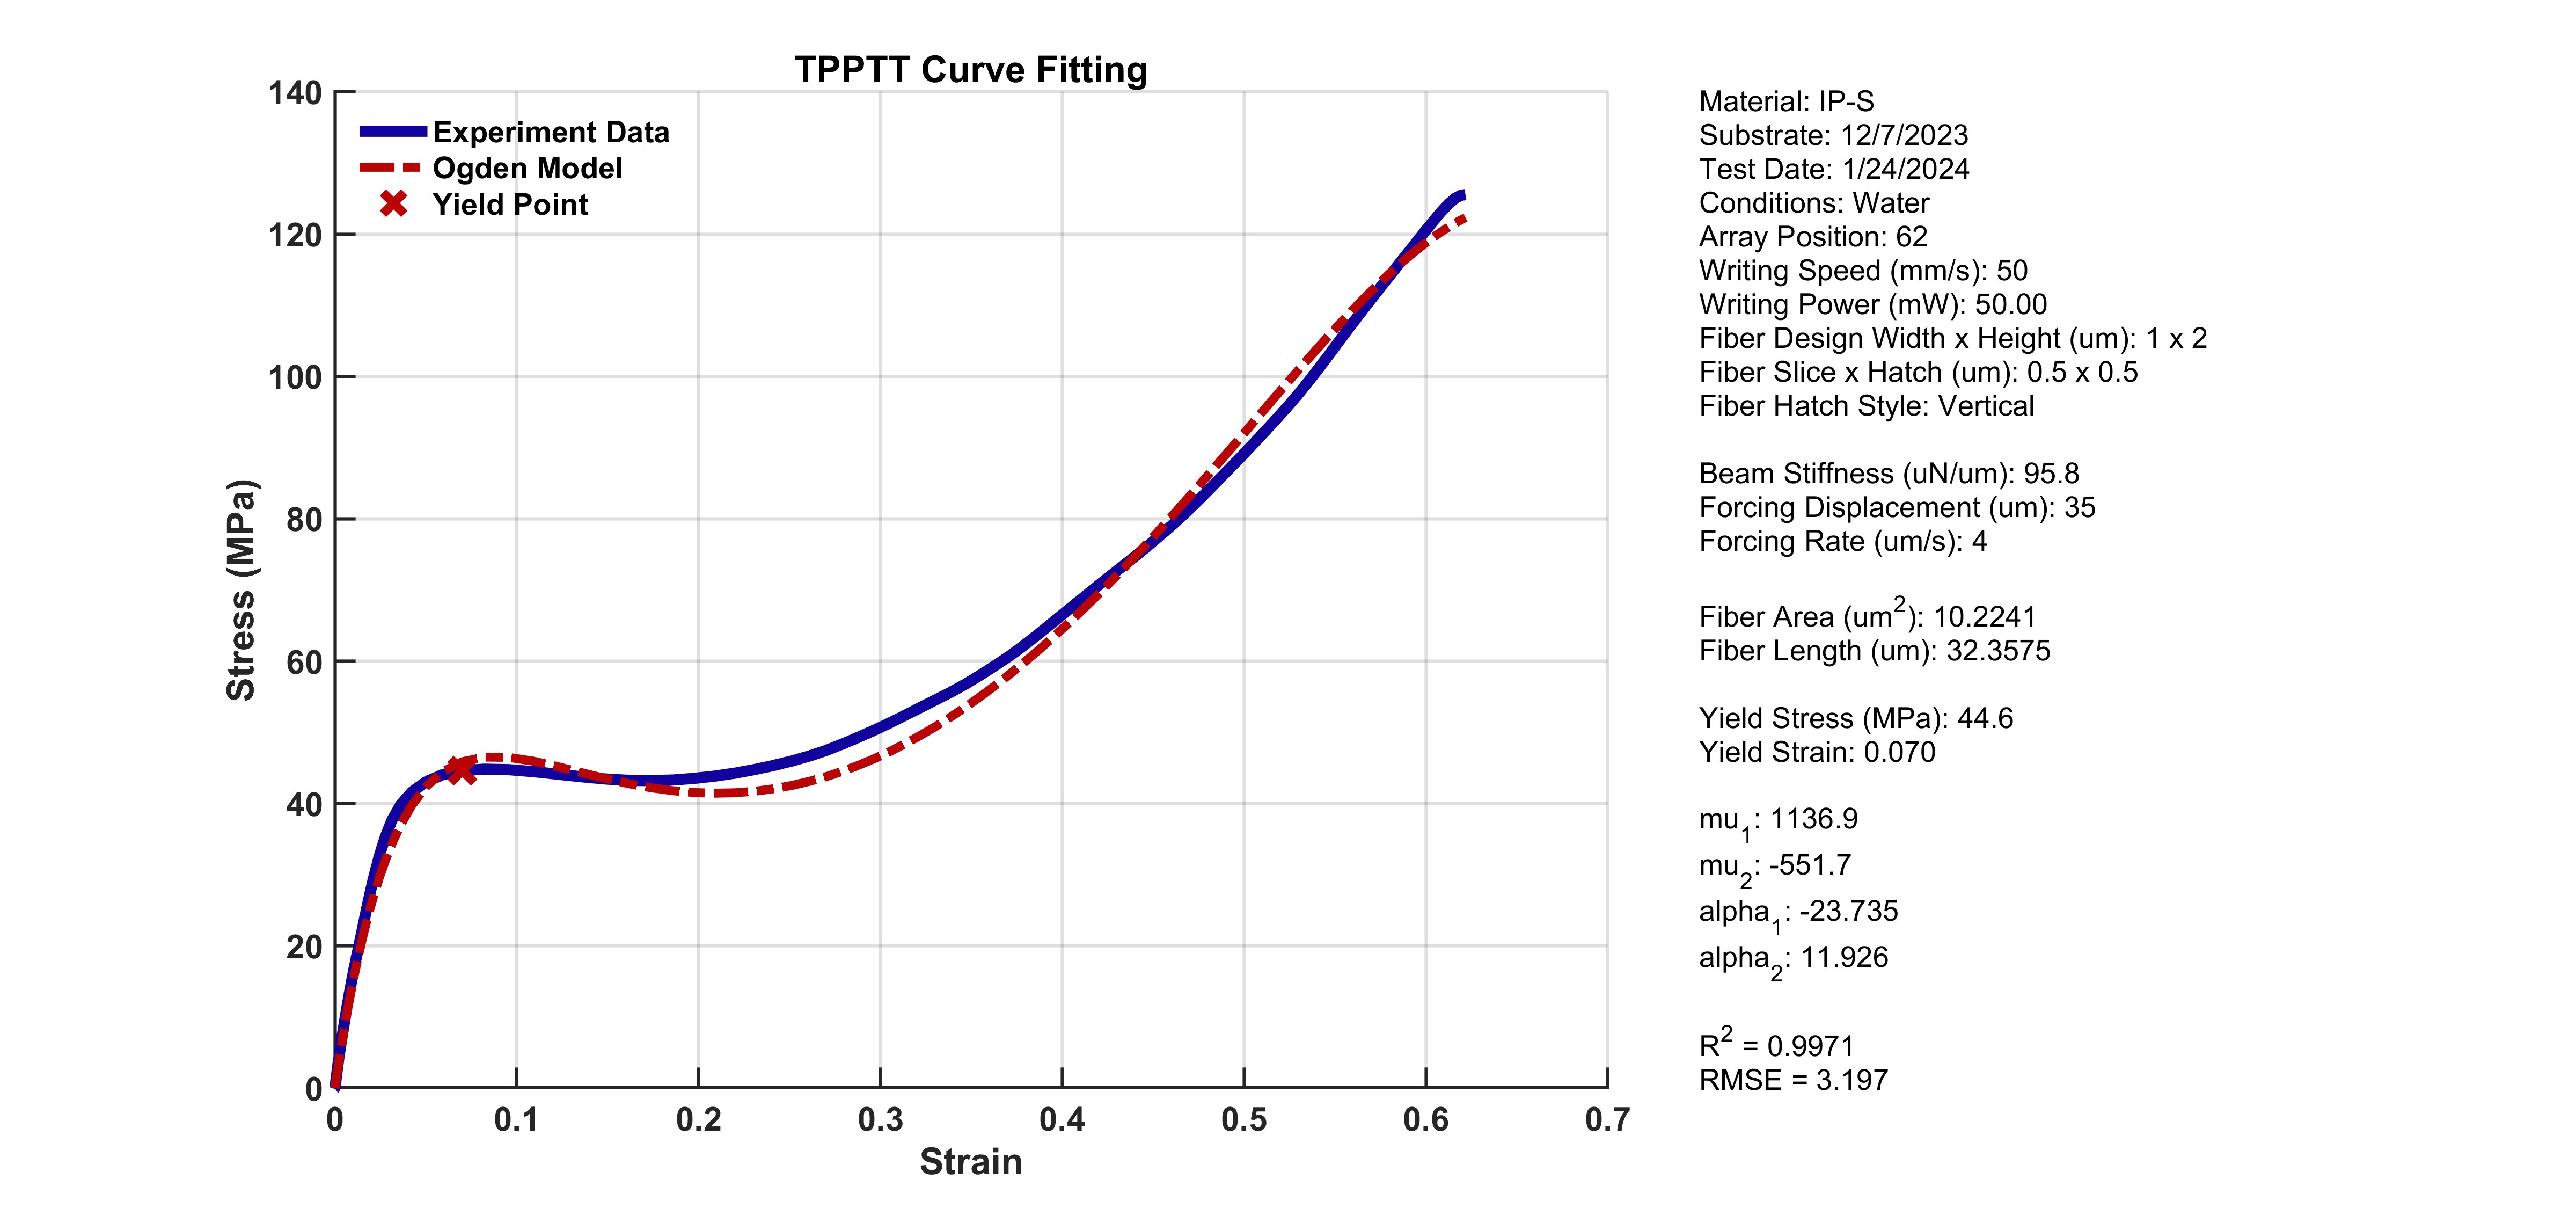 TPPTT Curve Fitting
140
120
100
80
60
40
20
0
Stress (MPa)
Experiment Data
Ogden Model
Yield Point
0 0.1 0.2 0.3 0.4 0.5 0.6 0.7
Strain
Material: IP-S
Substrate: 12/7/2023
Test Date: 1/24/2024
Conditions: Water
Array Position: 62
Writing Speed (mm/s): 50
Writing Power (mW): 50.00
Fiber Design Width x Height (um): 1 x 2
Fiber Slice x Hatch (um): 0.5 x 0.5
Fiber Hatch Style: Vertical
Beam Stiffness (uN/um): 95.8
Forcing Displacement (um): 35
Forcing Rate (um/s): 4
Fiber Area (um²): 10.2241
Fiber Length (um): 32.3575
Yield Stress (MPa): 44.6
Yield Strain: 0.070
mu₁: 1136.9
mu₂: -551.7
alpha₁: -23.735
alpha₂: 11.926
R² = 0.9971
RMSE = 3.197